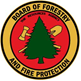 BOARD OF FORESTRY
AND FIRE PROTECTION